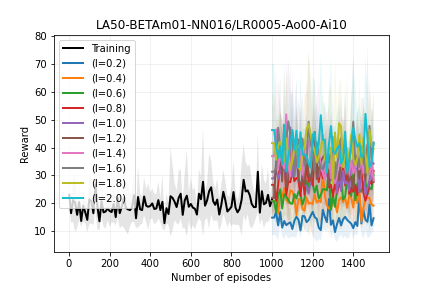 LA50-BETAm01-NN016/LR0005-Ao00-Ai10
80
70
60
50
40
30
20
10
Reward
Training
(I=0.2)
(I=0.4)
(I=0.6)
(I=0.8)
(I=1.0)
(I=1.2)
(I=1.4)
(I=1.6)
(I=1.8)
(I=2.0)
0 200 400 600 800 1000 1200 1400
Number of episodes